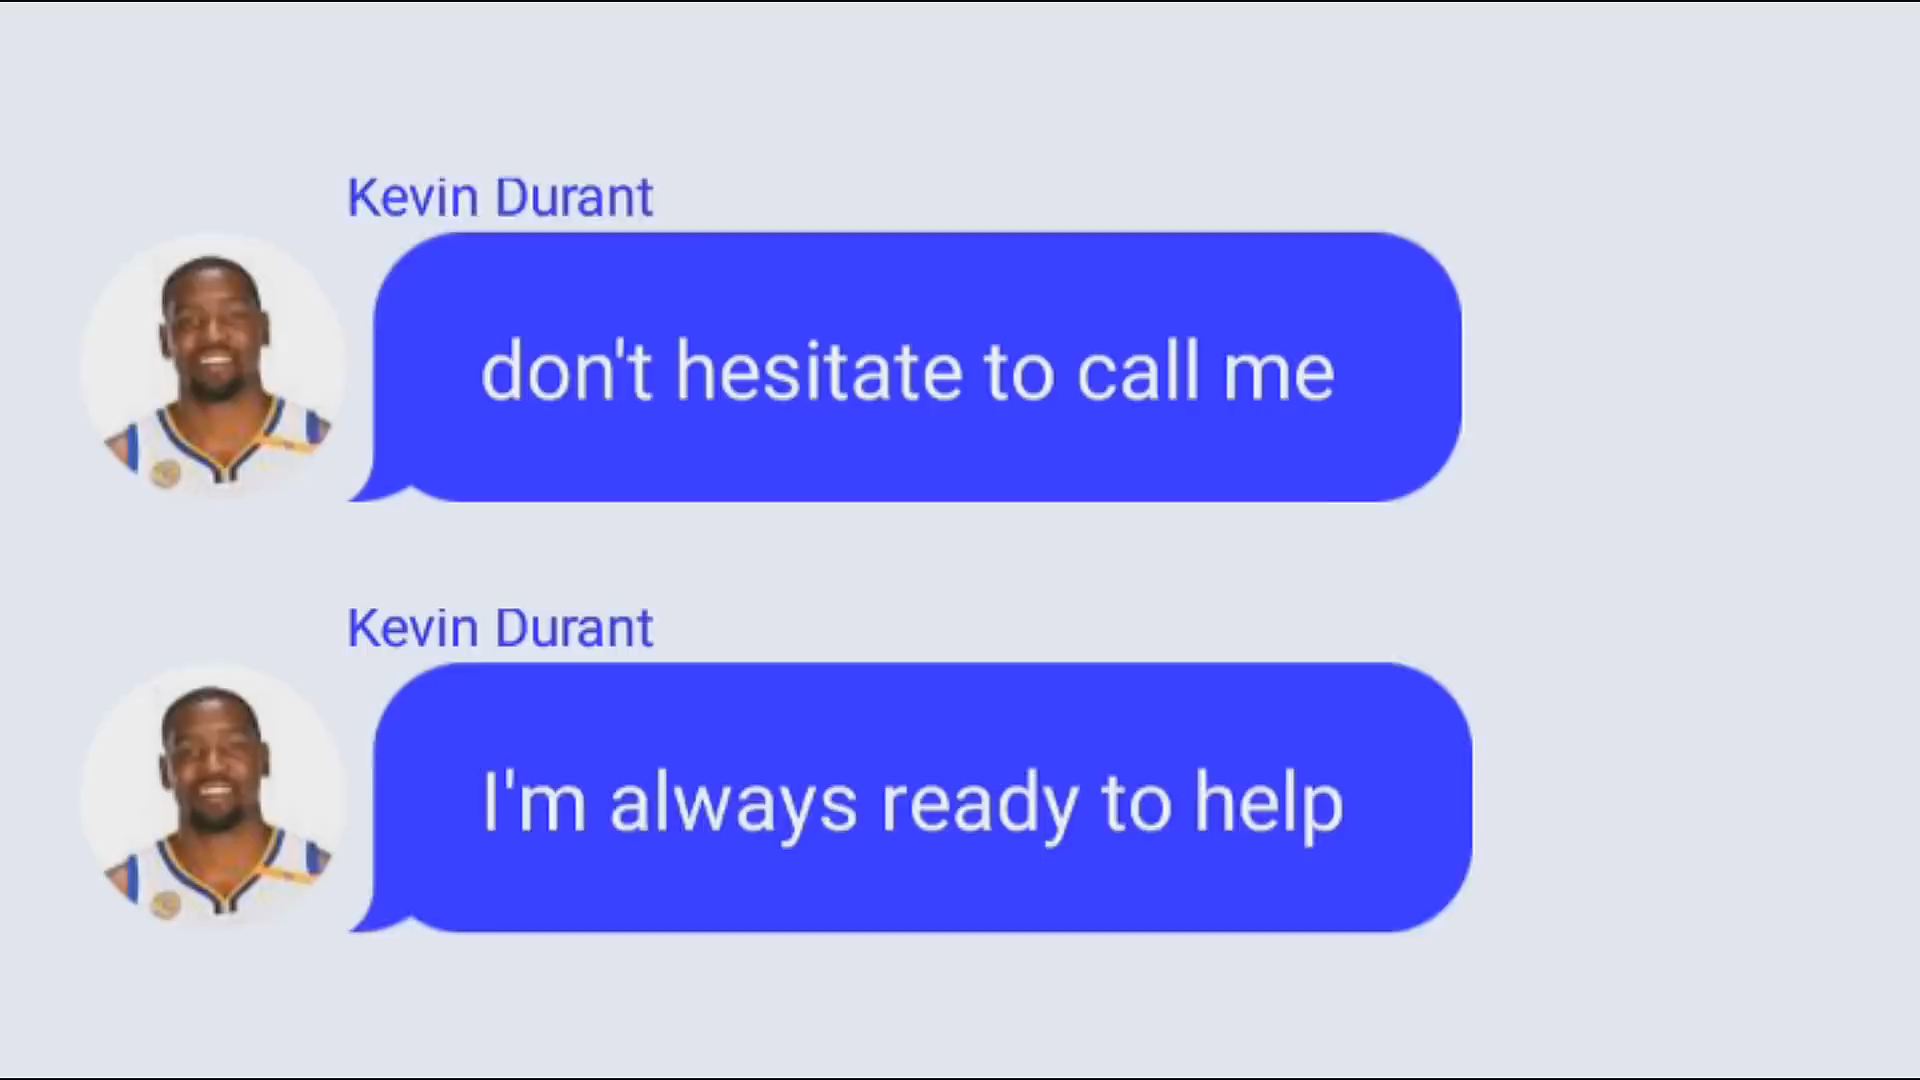 Kevin Durant
don't hesitate to call me
Kevin Durant
I'm always ready to help